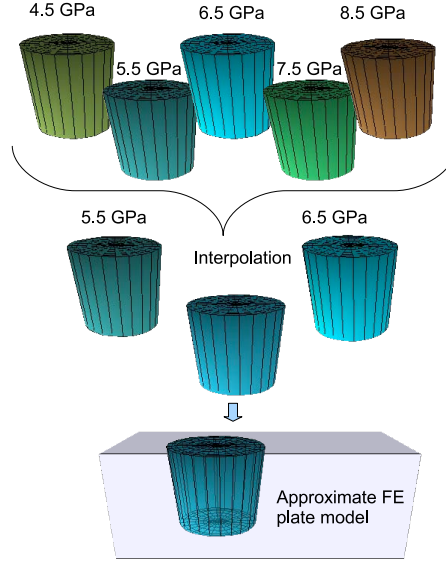 4.5 GPa
6.5 GPa
8.5 GPa
5.5 GPa
7.5 GPa
5.5 GPa
6.5 GPa
Interpolation
Approximate FE
plate model